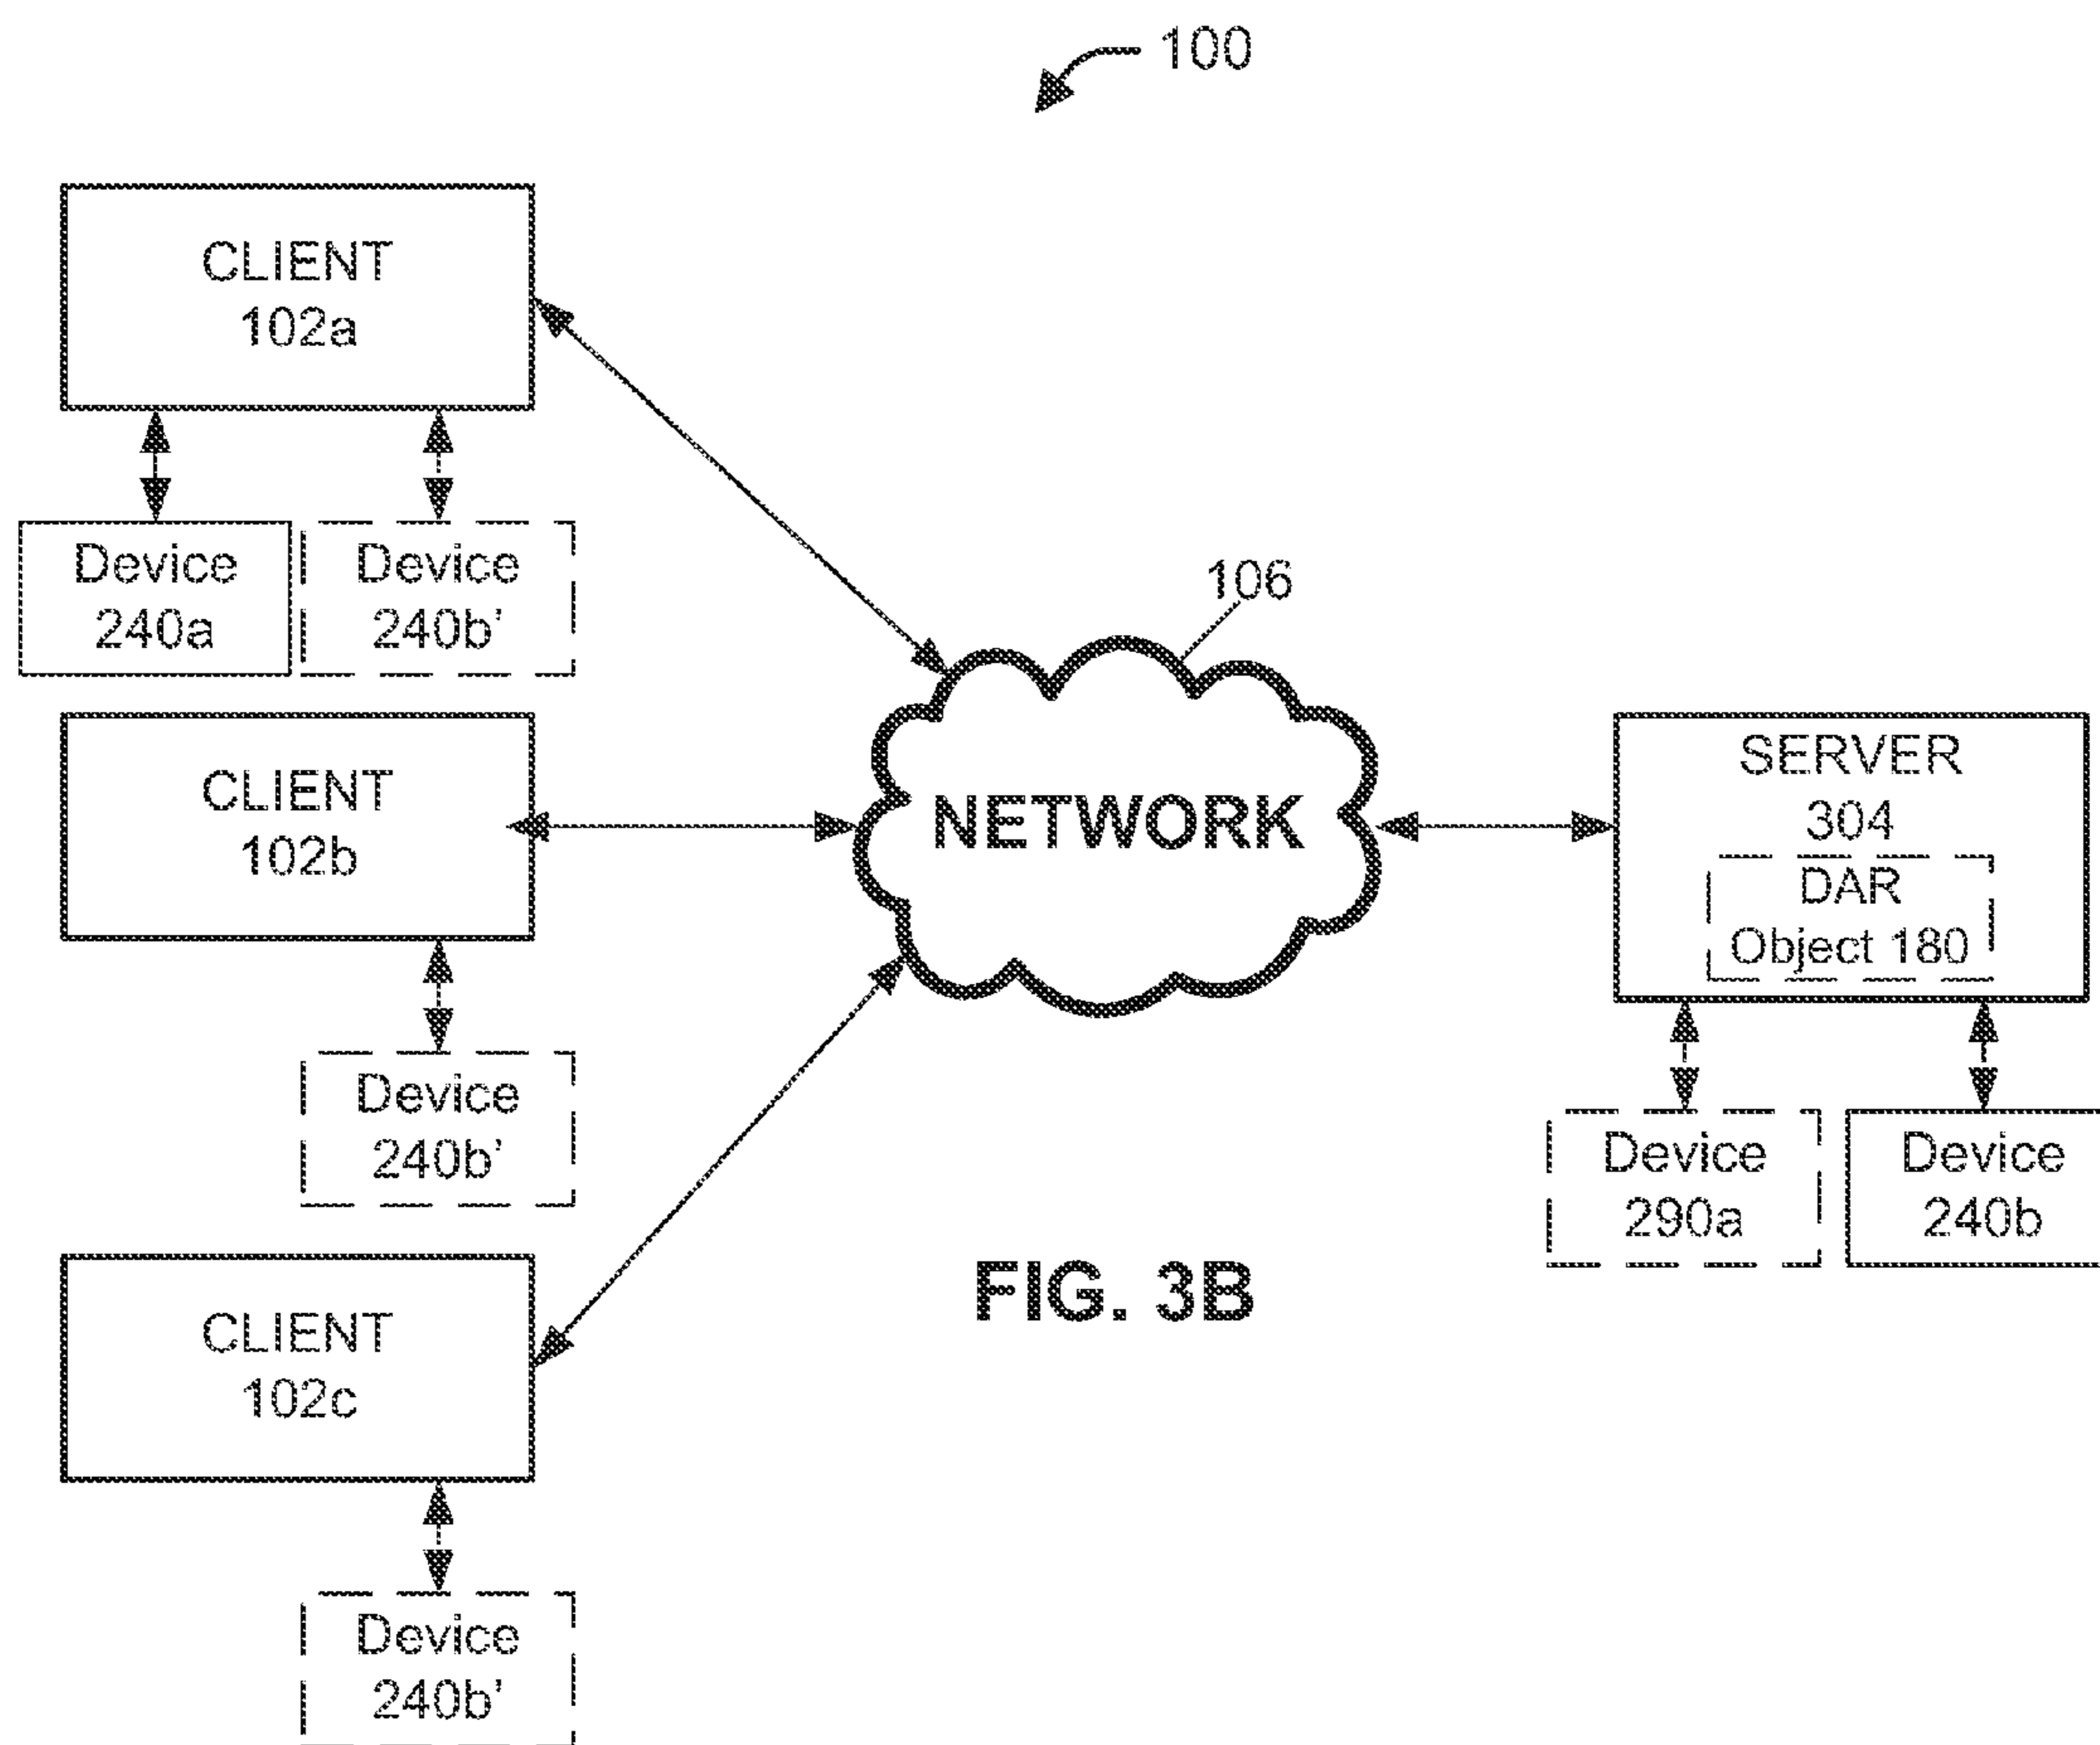 100
CLIENT
102a
Device
240a
Device
240b’
106
CLIENT
102b
NETWORK
SERVER
304
DAR
Object 180
Device
240b’
Device
290a
Device
240b
FIG. 3B
CLIENT
102c
Device
240b’